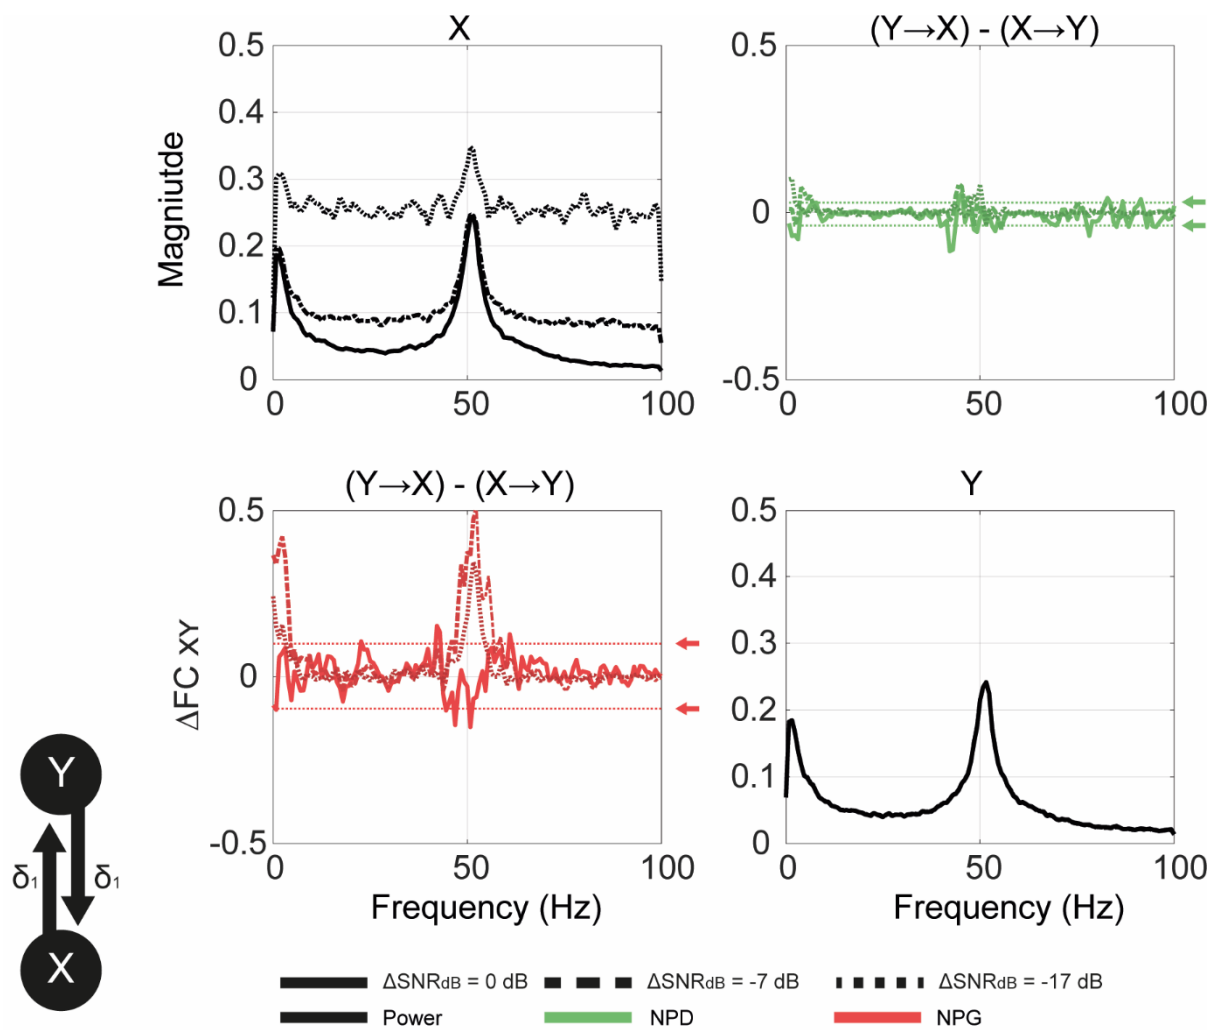 X
0.5
0.4
0.3
0.2
0.1
0
0
50
100
Magniutde
(Y→X) - (X→Y)
0.5
0
-0.5
0
50
100
(Y→X) - (X→Y)
0.5
0
-0.5
0
50
100
ΔFC XY
Frequency (Hz)
Y
0.5
0.4
0.3
0.2
0.1
0
0
50
100
Frequency (Hz)
Y
δ1 δ1
X
ΔSNRdB = 0 dB ΔSNRdB = -7 dB ΔSNRdB = -17 dB
Power NPD NPG